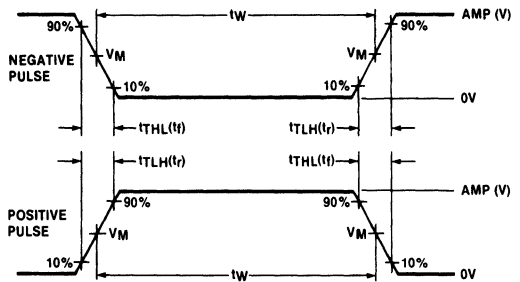 tW
AMP (V)
90%
90%
NEGATIVE
PULSE
VM
VM
10%
10%
0V
tTHL(tf)
tTLH(tr)
tTLH(tr)
tTHL(tf)
AMP (V)
90%
90%
POSITIVE
PULSE
VM
VM
10%
10%
tW
0V